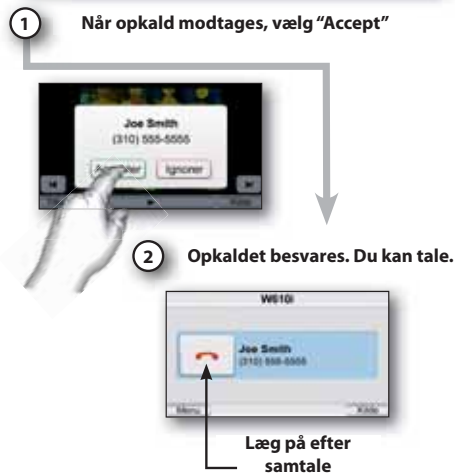 1
Når opkald modtages, vælg “Accept”
Joe Smith
(310) 555-5555
Ignorer
2
Opkaldet besvares. Du kan tale.
W610i
Joe Smith
(310) 555-5555
Menu
Kilde
Læg på efter
samtale